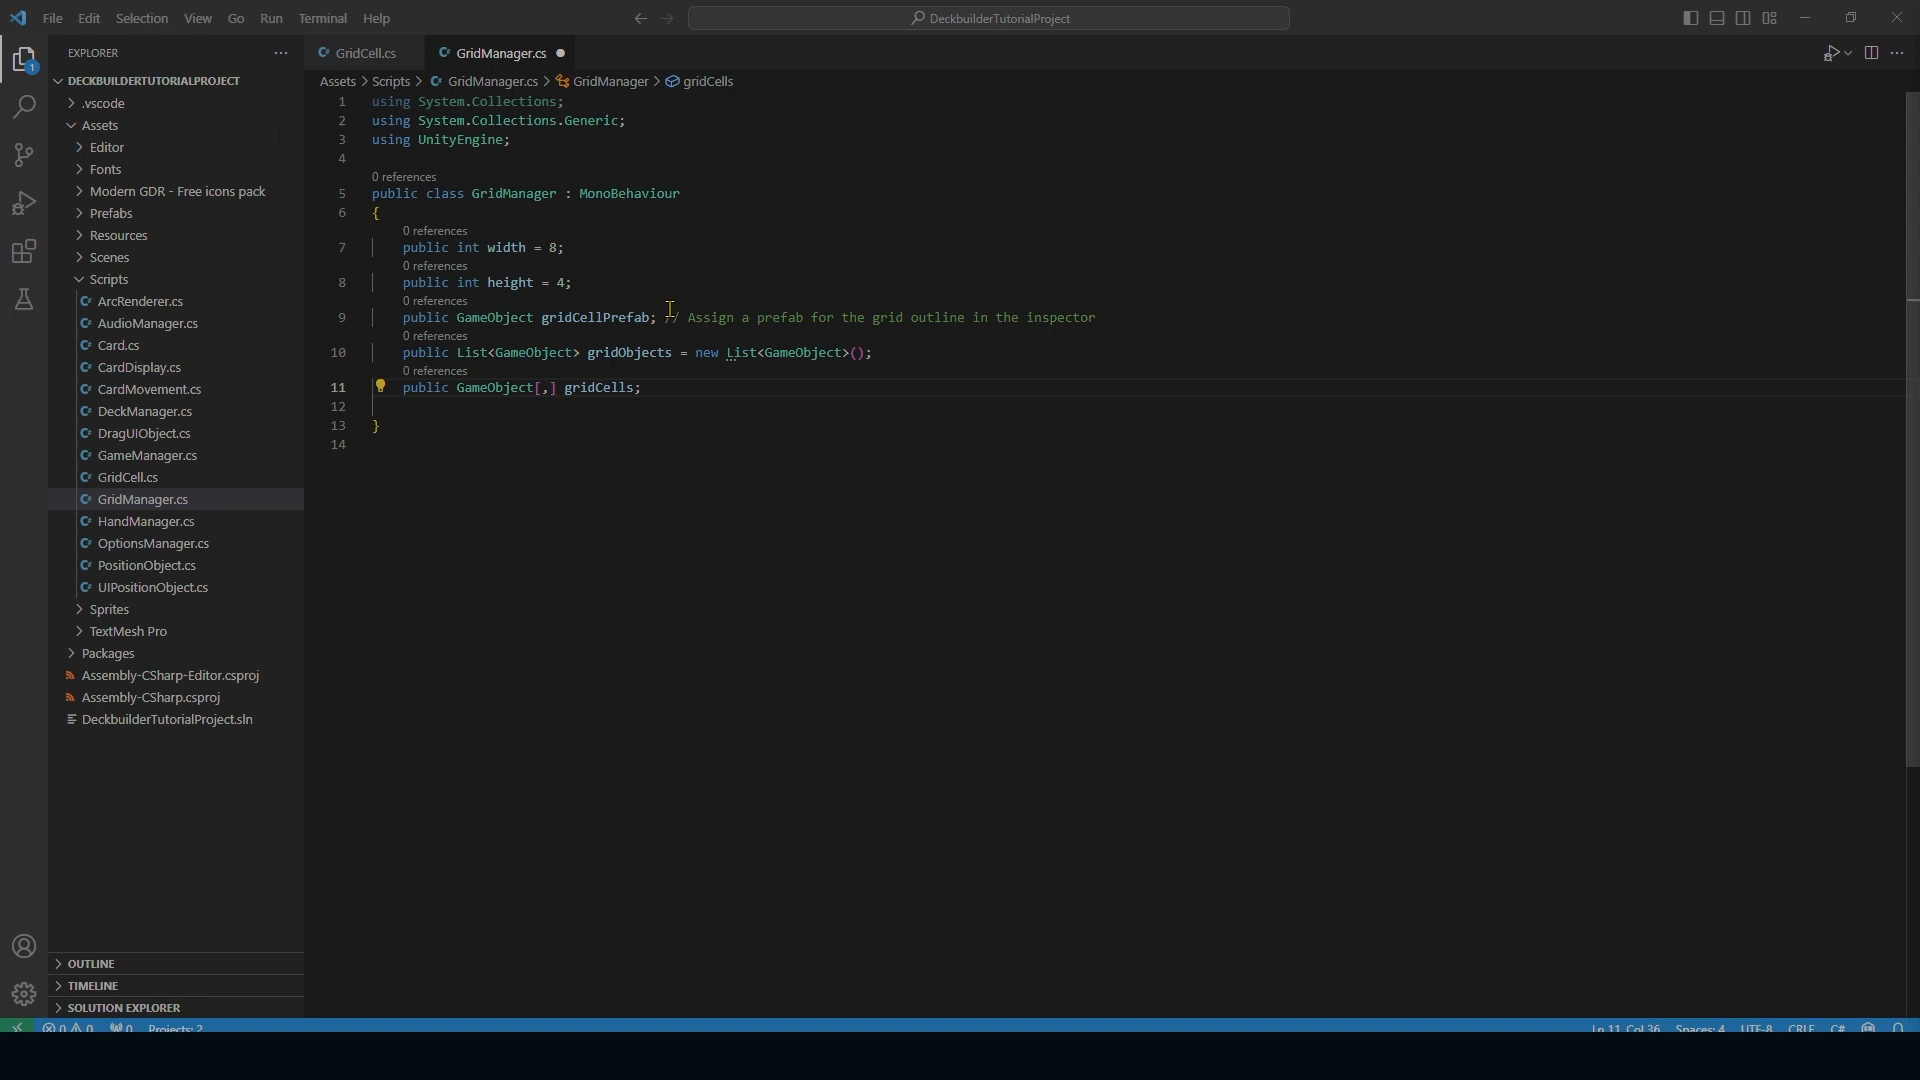 File Edit Selection View Go Run Terminal Help
DeckbuilderTutorialProject
EXPLORER
GridCell.cs
GridManager.cs
DECKBUILDERTUTORIALPROJECT
Assets > Scripts > GridManager.cs > GridManager > gridCells
.vscode
Assets
Editor
Fonts
Modern GDR - Free icons pack
Prefabs
Resources
Scenes
Scripts
ArcRenderer.cs
AudioManager.cs
Card.cs
CardDisplay.cs
CardMovement.cs
DeckManager.cs
DragUIObject.cs
GameManager.cs
GridCell.cs
GridManager.cs
HandManager.cs
OptionsManager.cs
PositionObject.cs
UIPositionObject.cs
Sprites
TextMesh Pro
Packages
Assembly-CSharp-Editor.csproj
Assembly-CSharp.csproj
DeckbuilderTutorialProject.sln
OUTLINE
TIMELINE
SOLUTION EXPLORER
1
1 using System.Collections;
2 using System.Collections.Generic;
3 using UnityEngine;
4
0 references
5 public class GridManager : MonoBehaviour
6 {
0 references
7 public int width = 8;
0 references
8 public int height = 4;
0 references
9 public GameObject gridCellPrefab; // Assign a prefab for the grid outline in the inspector
0 references
10 public List<GameObject> gridObjects = new List<GameObject>();
0 references
11 public GameObject[,] gridCells;
12
13 }
14
0 0 0 Projects: 2
Ln 11, Col 36 Spaces: 4 UTF-8 CRLF C#